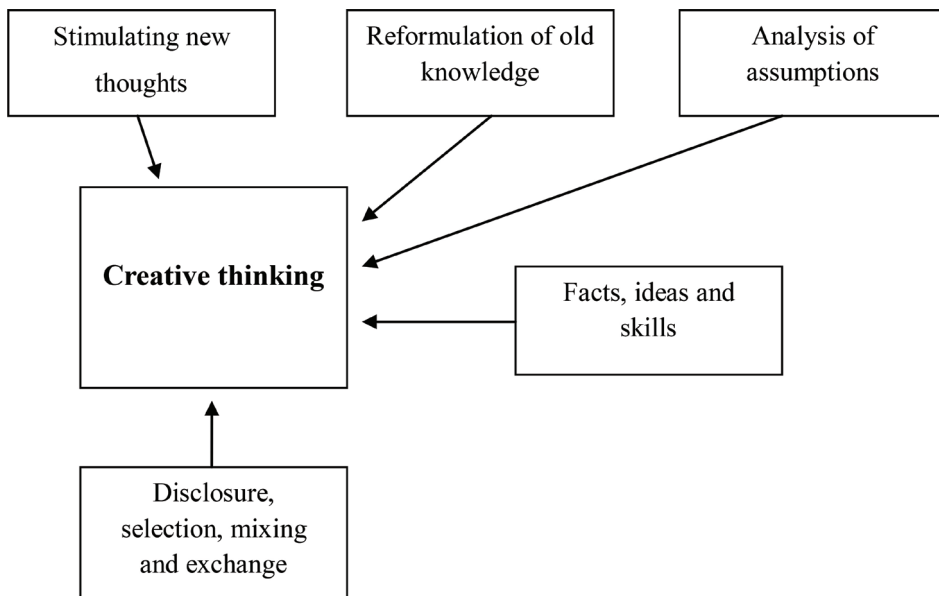 Stimulating new
thoughts
Reformulation of old
knowledge
Analysis of
assumptions
Creative thinking
Facts, ideas and
skills
Disclosure,
selection, mixing
and exchange